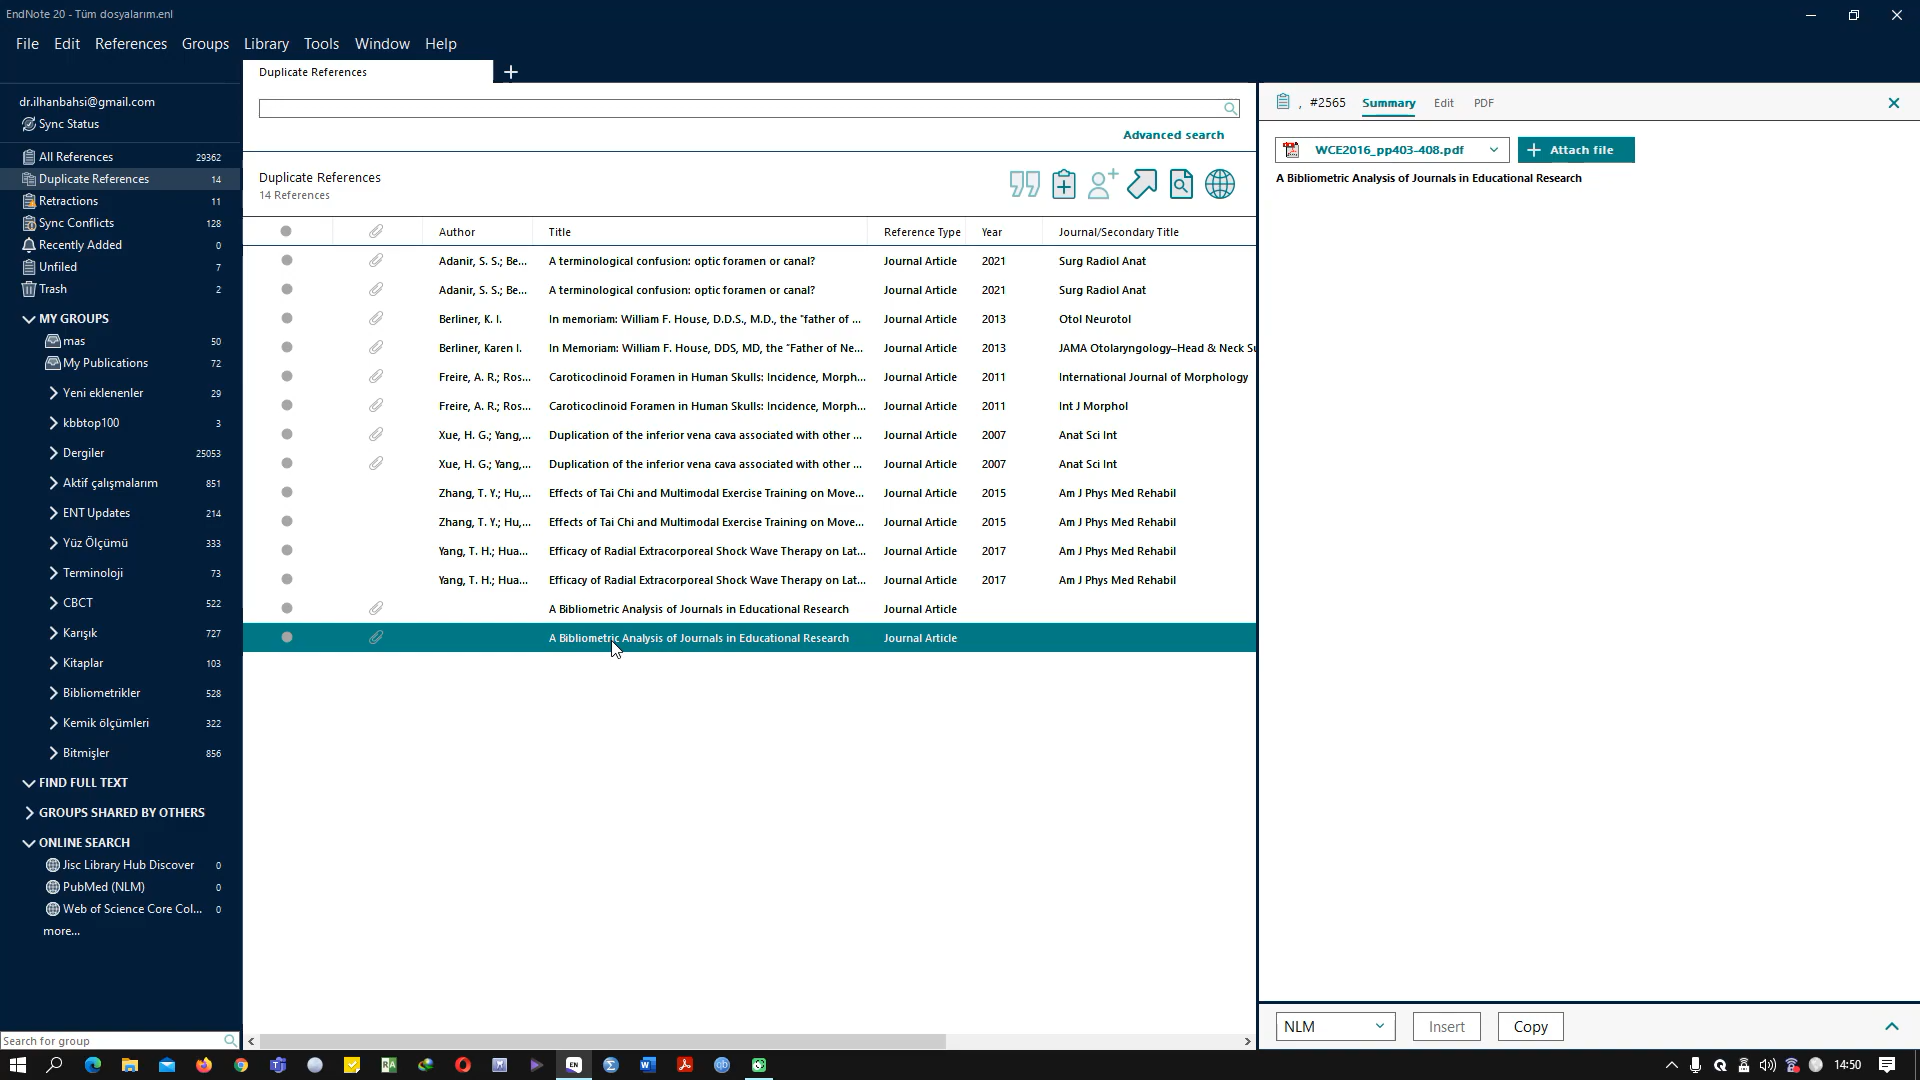 EndNote 20 - Tüm dosyalarım.enl
File Edit References Groups Library Tools Window Help
dr.ilhanbahsi@gmail.com
Sync Status
All References 29362
Duplicate References 14
Retractions 11
Sync Conflicts 128
Recently Added 0
Unfiled 7
Trash 2
MY GROUPS
mas 50
My Publications 72
Yeni eklenenler 29
kbbtop100 3
Dergiler 25053
Aktif çalışmalarım 851
ENT Updates 214
Yüz Ölçümü 333
Terminoloji 73
CBCT 522
Karışık 727
Kitaplar 103
Bibliometrikler 528
Kemik ölçümleri 322
Bitmişler 856
FIND FULL TEXT
GROUPS SHARED BY OTHERS
ONLINE SEARCH
Jisc Library Hub Discover 0
PubMed (NLM) 0
Web of Science Core Col... 0
more...
Search for group
Duplicate References
Advanced search
Duplicate References
14 References
Author Title Reference Type Year Journal/Secondary Title
Adanir, S. S.; Be... A terminological confusion: optic foramen or canal? Journal Article 2021 Surg Radiol Anat
Adanir, S. S.; Be... A terminological confusion: optic foramen or canal? Journal Article 2021 Surg Radiol Anat
Berliner, K. I. In memoriam: William F. House, D.D.S., M.D., the "father of ... Journal Article 2013 Otol Neurotol
Berliner, Karen I. In Memoriam: William F. House, DDS, MD, the “Father of Ne... Journal Article 2013 JAMA Otolaryngology–Head & Neck Su
Freire, A. R.; Ros... Caroticoclinoid Foramen in Human Skulls: Incidence, Morph... Journal Article 2011 International Journal of Morphology
Freire, A. R.; Ros... Caroticoclinoid Foramen in Human Skulls: Incidence, Morph... Journal Article 2011 Int J Morphol
Xue, H. G.; Yang,... Duplication of the inferior vena cava associated with other ... Journal Article 2007 Anat Sci Int
Xue, H. G.; Yang,... Duplication of the inferior vena cava associated with other ... Journal Article 2007 Anat Sci Int
Zhang, T. Y.; Hu,... Effects of Tai Chi and Multimodal Exercise Training on Move... Journal Article 2015 Am J Phys Med Rehabil
Zhang, T. Y.; Hu,... Effects of Tai Chi and Multimodal Exercise Training on Move... Journal Article 2015 Am J Phys Med Rehabil
Yang, T. H.; Hua... Efficacy of Radial Extracorporeal Shock Wave Therapy on Lat... Journal Article 2017 Am J Phys Med Rehabil
Yang, T. H.; Hua... Efficacy of Radial Extracorporeal Shock Wave Therapy on Lat... Journal Article 2017 Am J Phys Med Rehabil
A Bibliometric Analysis of Journals in Educational Research Journal Article
A Bibliometric Analysis of Journals in Educational Research Journal Article
, #2565 Summary Edit PDF
WCE2016_pp403-408.pdf + Attach file
A Bibliometric Analysis of Journals in Educational Research
NLM Insert Copy
14:50